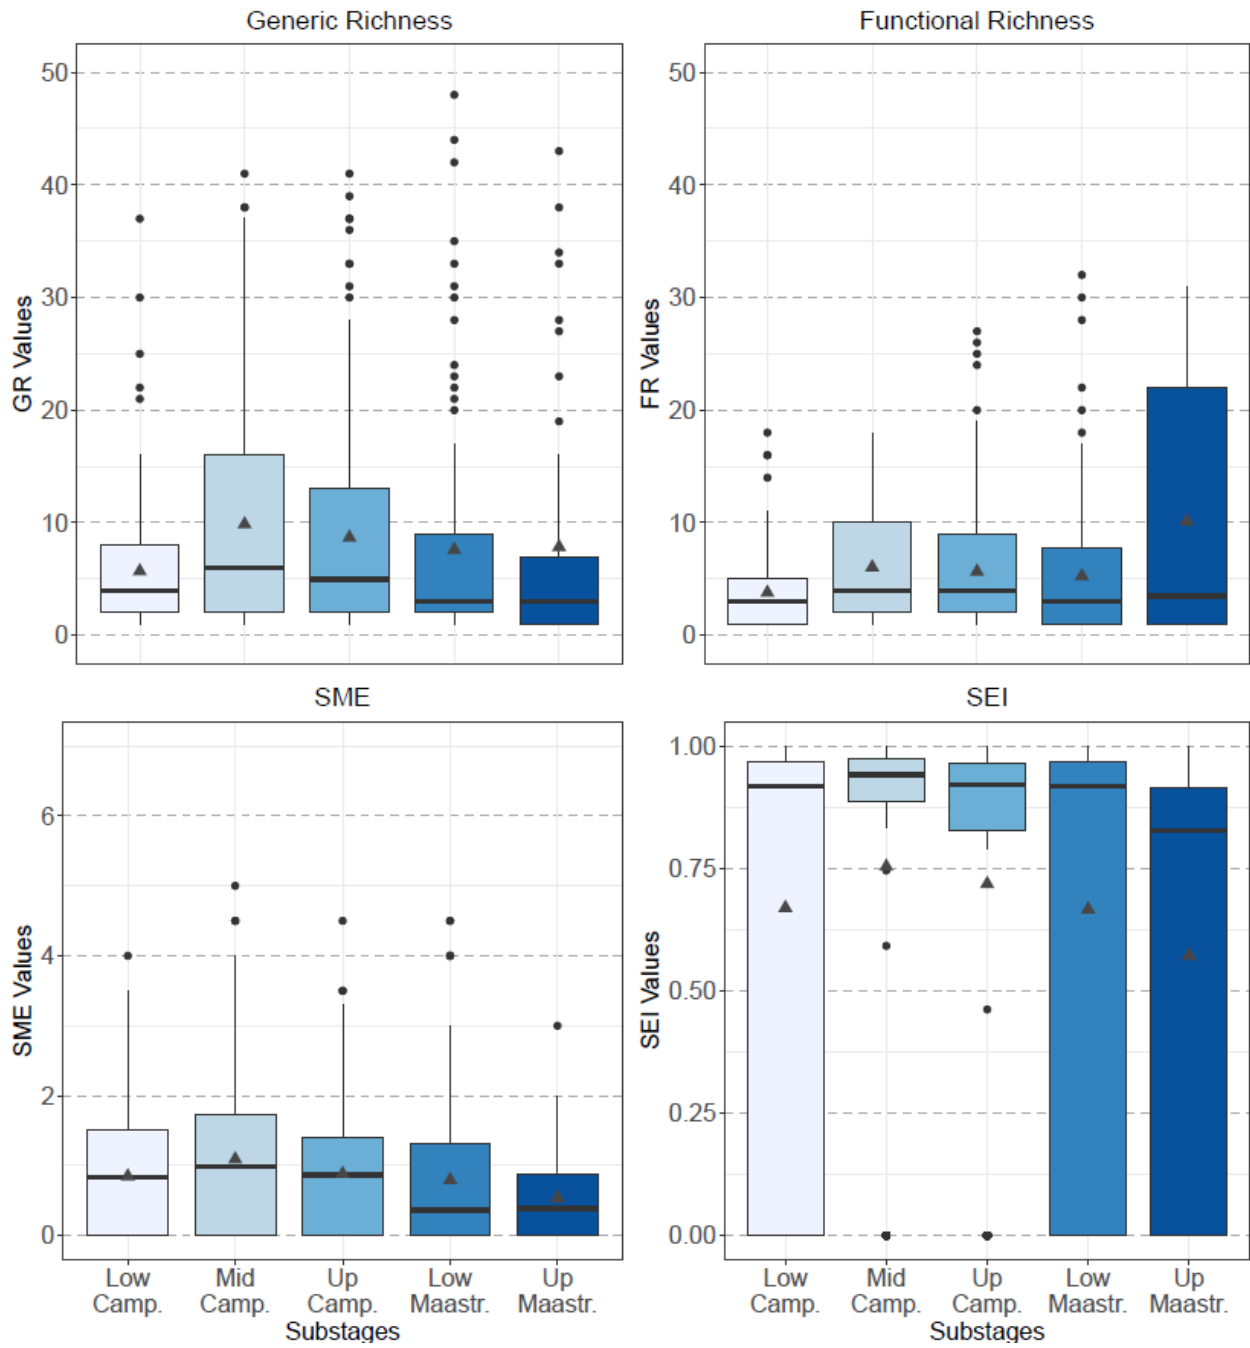 Generic Richness
50
40
30
20
10
0
GR Values
Functional Richness
50
40
30
20
10
0
FR Values
SME
6
4
2
0
SME Values
Low Camp.
Mid Camp.
Up Camp.
Low Maastr.
Up Maastr.
Substages
SEI
1.00
0.75
0.50
0.25
0.00
SEI Values
Low Camp.
Mid Camp.
Up Camp.
Low Maastr.
Up Maastr.
Substages